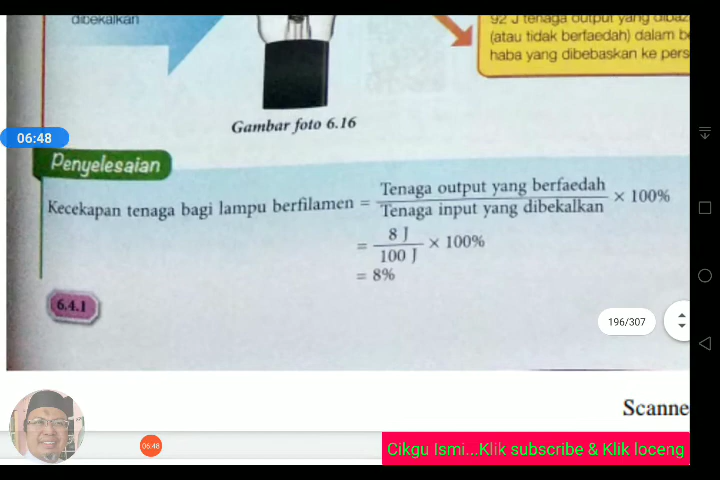 dibekalkan
92 J tenaga output yang dibaz
(atau tidak berfaedah) dalam b
haba yang dibebaskan ke pers
Gambar foto 6.16
06:48
Penyelesaian
Kecekapan tenaga bagi lampu berfilamen = Tenaga output yang berfaedah / Tenaga input yang dibekalkan × 100%
= 8 J / 100 J × 100%
= 8%
6.4.1
196/307
Scanne
06:48
Cikgu Ismi...Klik subscribe & Klik loceng